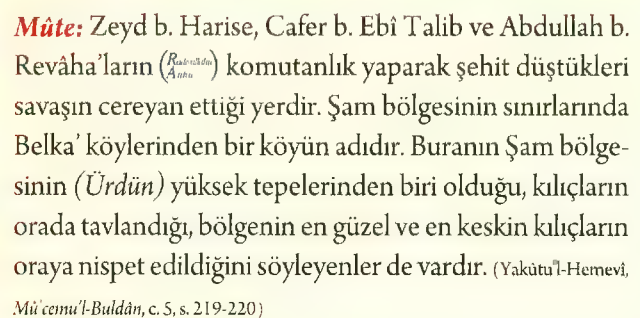 Mûte: Zeyd b. Harise, Cafer b. Ebî Talib ve Abdullah b.
Revâha’ların (Radıyallahu Anhu) komutanlık yaparak şehit düştükleri
savaşın cereyan ettiği yerdir. Şam bölgesinin sınırlarında
Belka’ köylerinden bir köyün adıdır. Buranın Şam bölge-
sinin (Ürdün) yüksek tepelerinden biri olduğu, kılıçların
orada tavlandığı, bölgenin en güzel ve en keskin kılıçların
oraya nispet edildiğini söyleyenler de vardır. (Yakûtu'l-Hemevî,
Mü'cemu'l-Buldân, c. 5, s. 219-220)